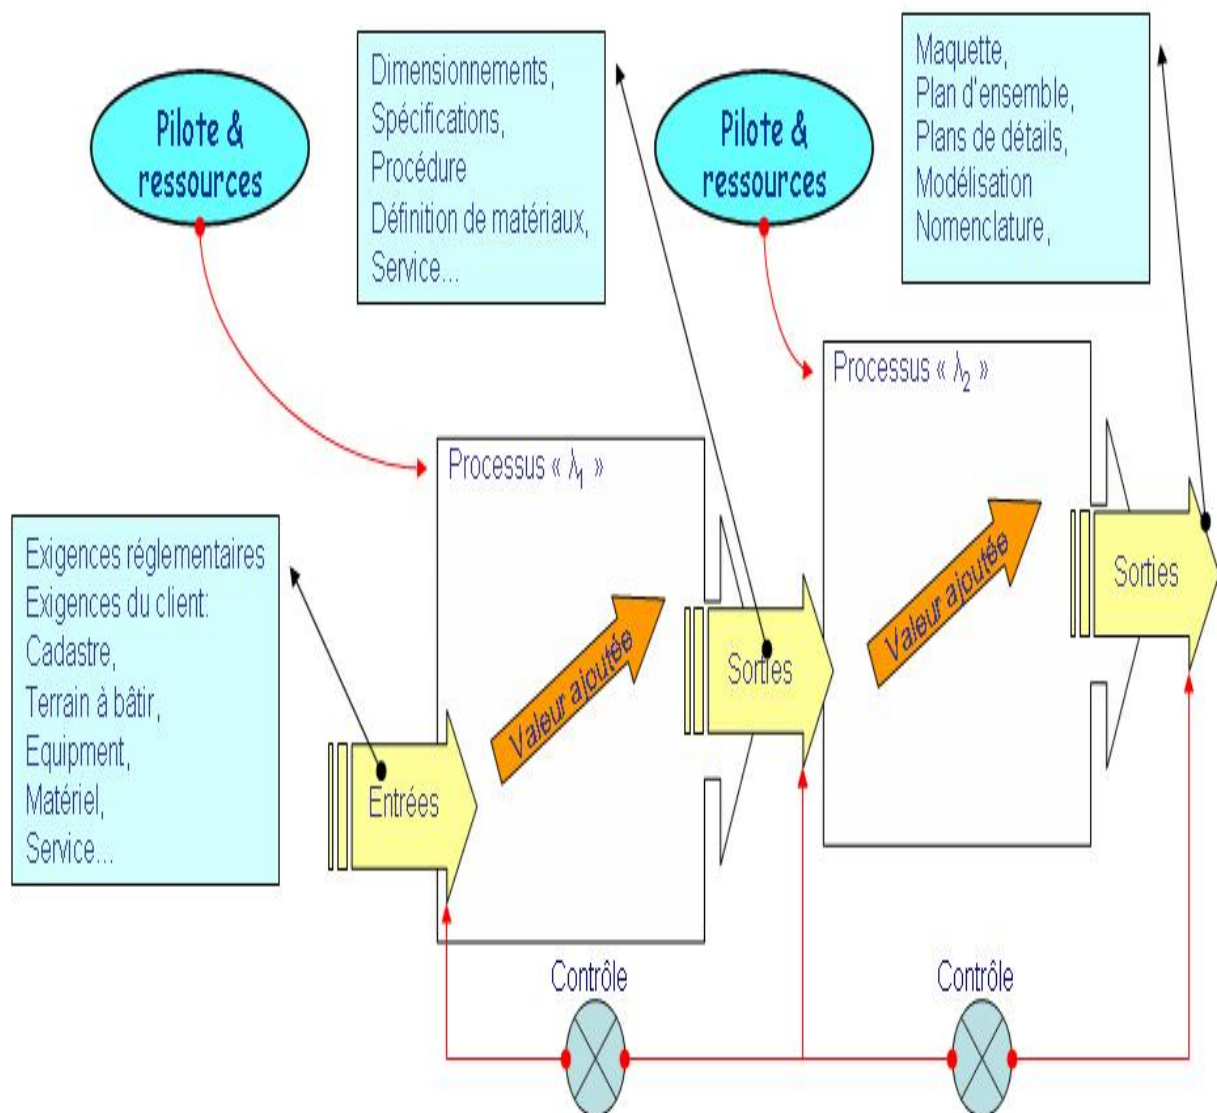 Pilote &
ressources
Dimensionnements,
Spécifications,
Procédure
Définition de matériaux,
Service...
Pilote &
ressources
Maquette,
Plan d'ensemble,
Plans de détails,
Modélisation
Nomenclature,
Processus « λ2 »
Processus « λ1 »
Exigences réglementaires
Exigences du client:
Cadastre,
Terrain à bâtir,
Equipment,
Matériel,
Service...
Entrées
Valeur ajoutée
Sorties
Valeur ajoutée
Sorties
Contrôle
Contrôle